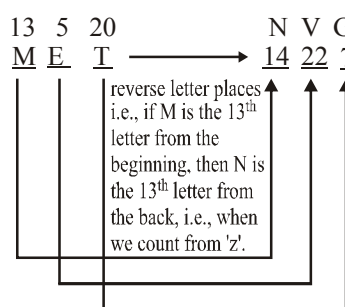 13 5 20 N V
M E T 14 22
reverse letter places
i.e., if M is the 13th
letter from the
beginning, then N is
the 13th letter from
the back, i.e., when
we count from 'z'.